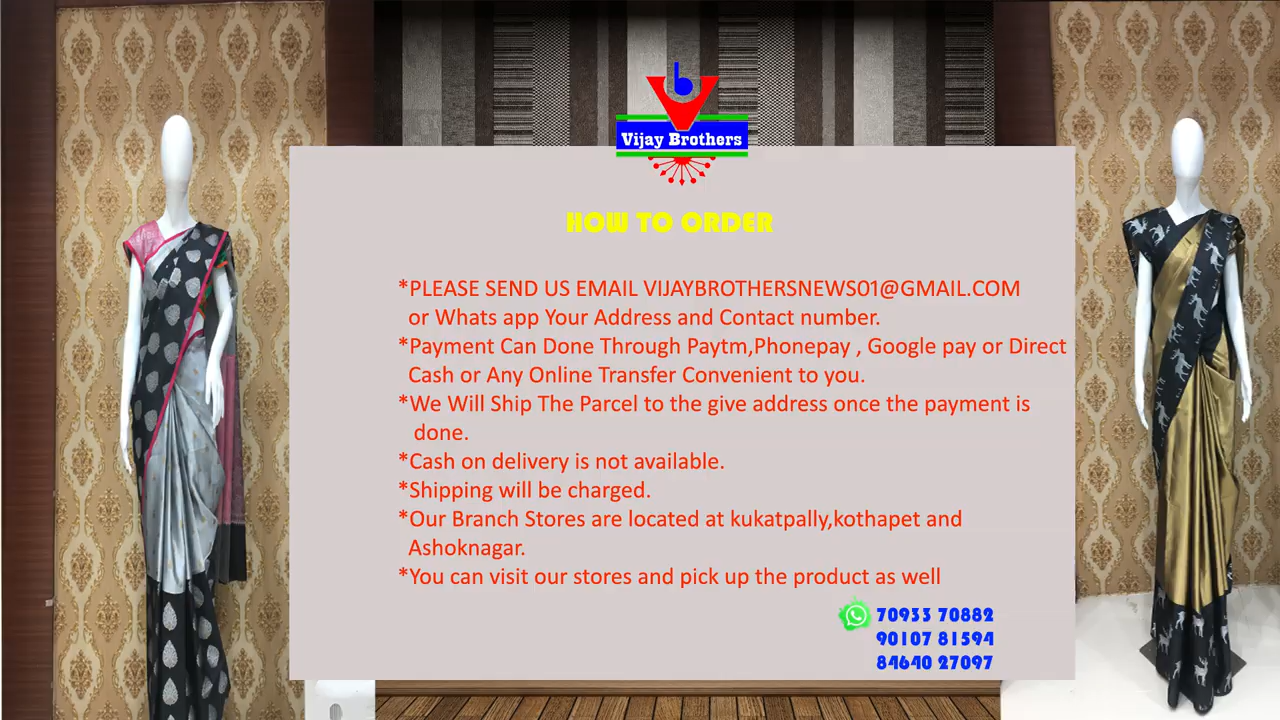 b
Vijay Brothers
HOW TO ORDER
*PLEASE SEND US EMAIL VIJAYBROTHERSNEWS01@GMAIL.COM
or Whats app Your Address and Contact number.
*Payment Can Done Through Paytm,Phonepay , Google pay or Direct
Cash or Any Online Transfer Convenient to you.
*We Will Ship The Parcel to the give address once the payment is
done.
*Cash on delivery is not available.
*Shipping will be charged.
*Our Branch Stores are located at kukatpally,kothapet and
Ashoknagar.
*You can visit our stores and pick up the product as well
70933 70882
90107 81594
84640 27097